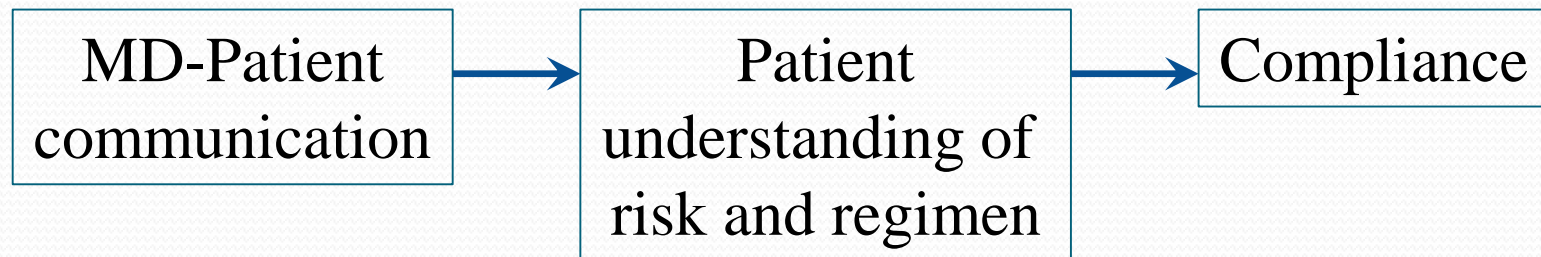 MD-Patient
communication
Patient
understanding of
risk and regimen
Compliance